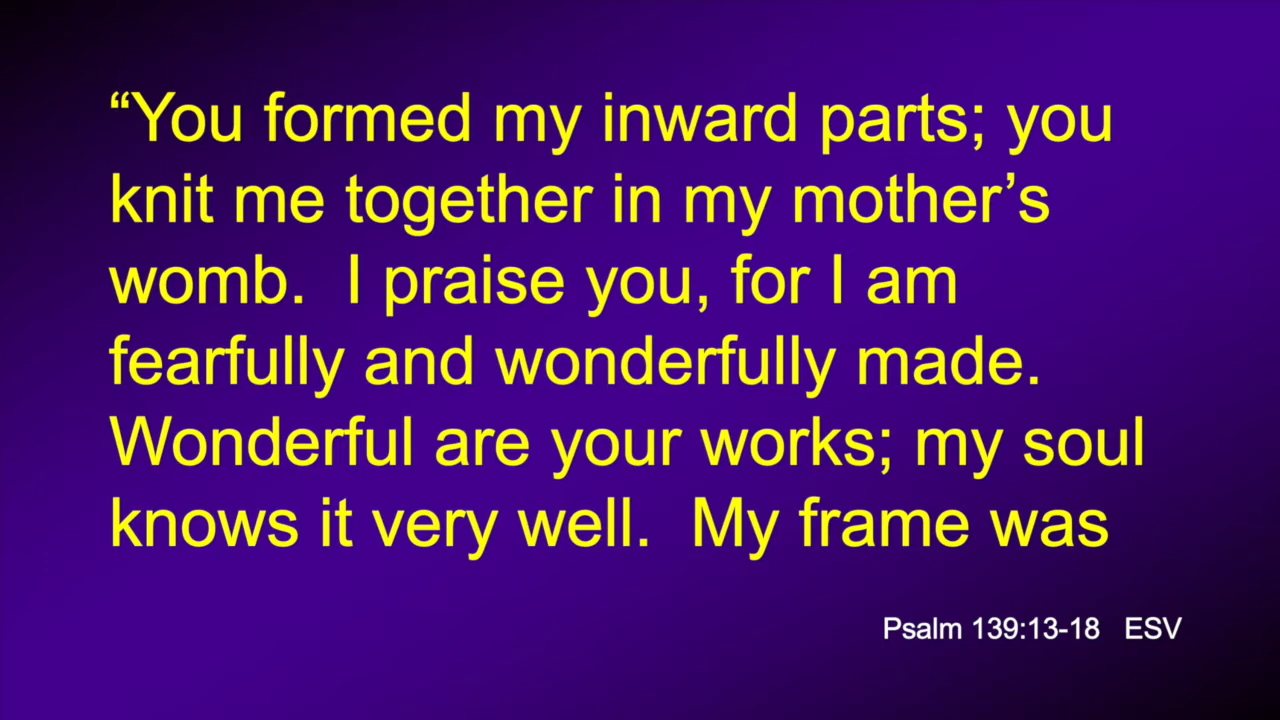 “You formed my inward parts; you
knit me together in my mother’s
womb.  I praise you, for I am
fearfully and wonderfully made.
Wonderful are your works; my soul
knows it very well.  My frame was
Psalm 139:13-18   ESV